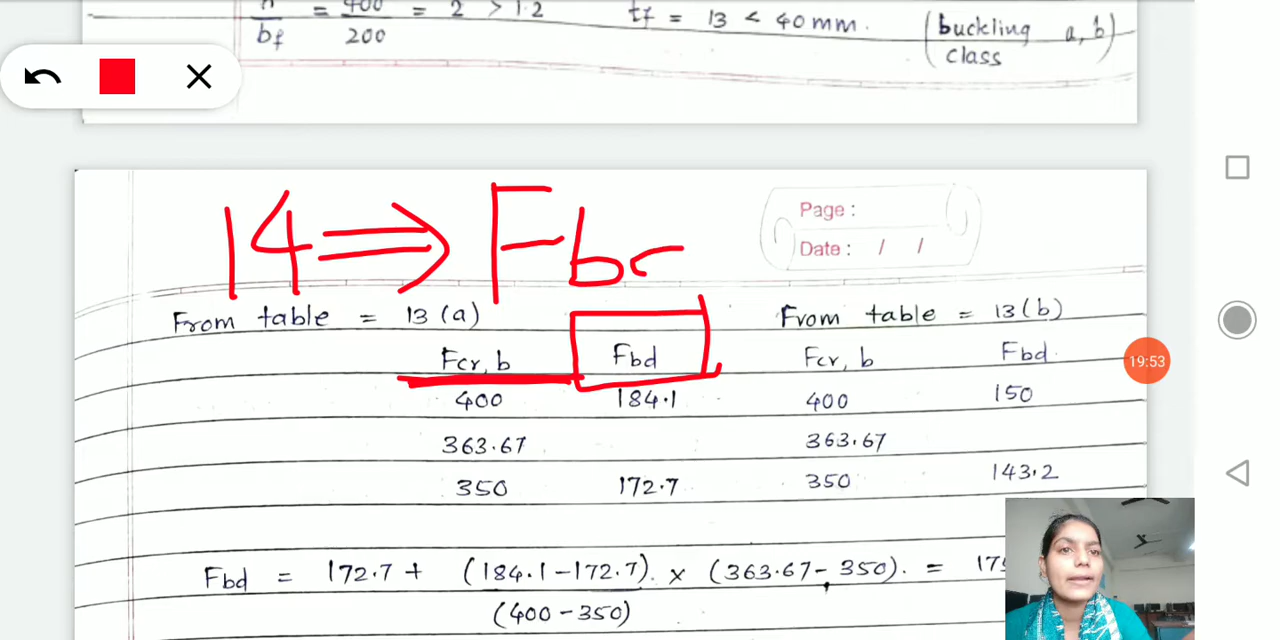 h/bf = 400/200 = 2 > 1.2 tf = 13 < 40 mm. (buckling class a, b)
14 ⇒ Fbc
Page :
Date : / /
From table = 13 (a) From table = 13 (b)
Fcr, b Fbd Fcr, b Fbd.
400 184.1 400 150
363.67 363.67
350 172.7 350 143.2
19:53
Fbd = 172.7 + (184.1 - 172.7). × (363.67 - 350). =
(400 - 350)